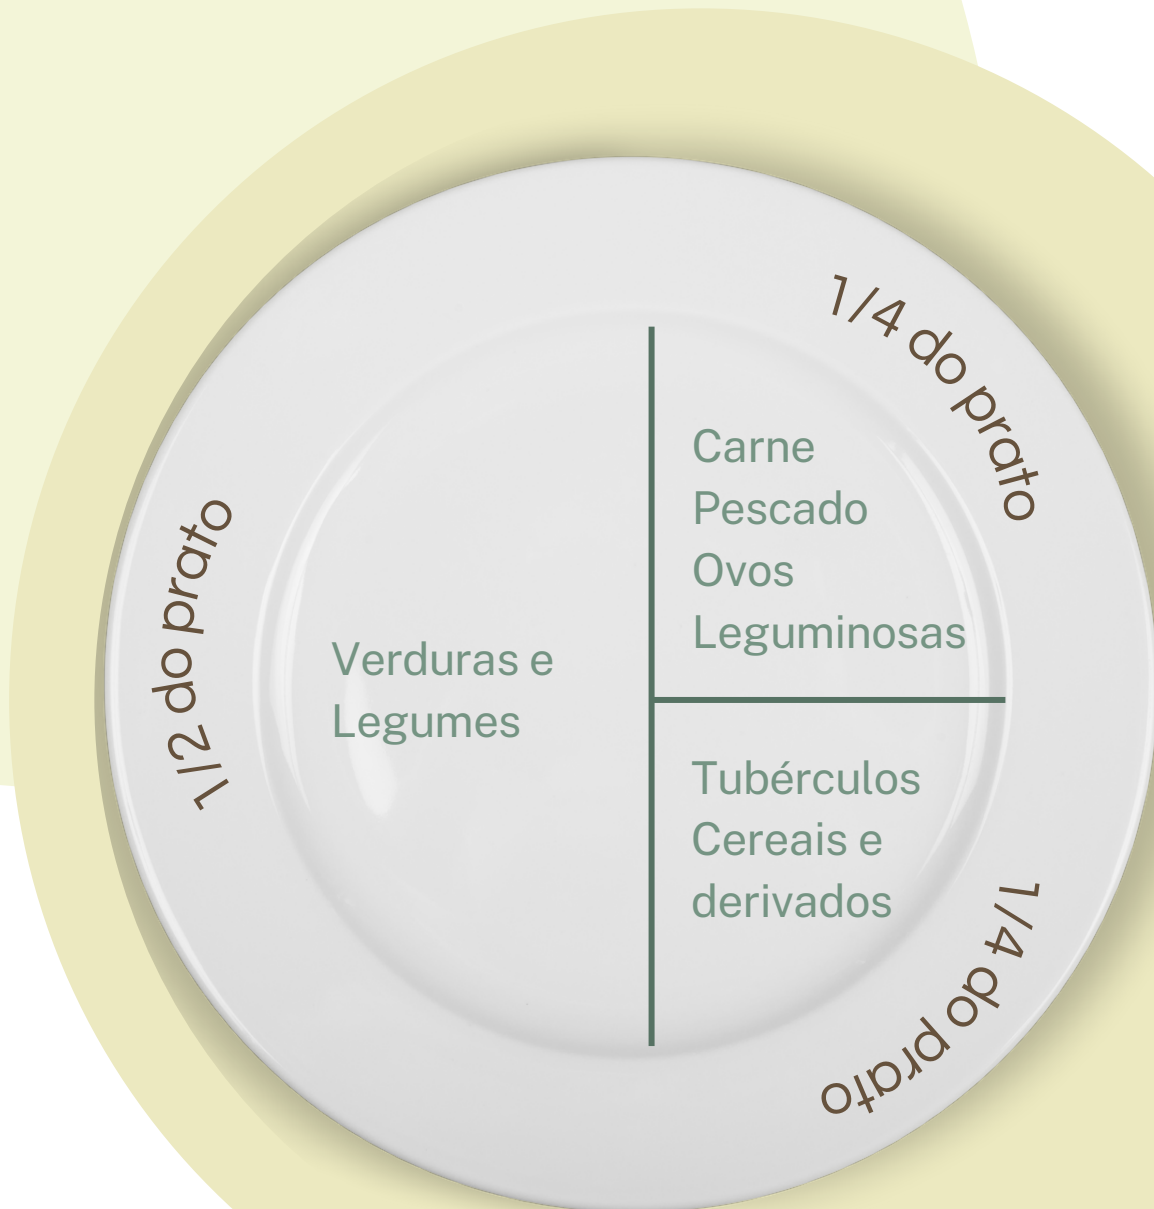 1/2 do prato
Verduras e
Legumes
1/4 do prato
Carne
Pescado
Ovos
Leguminosas
Tubérculos
Cereais e
derivados
1/4 do prato